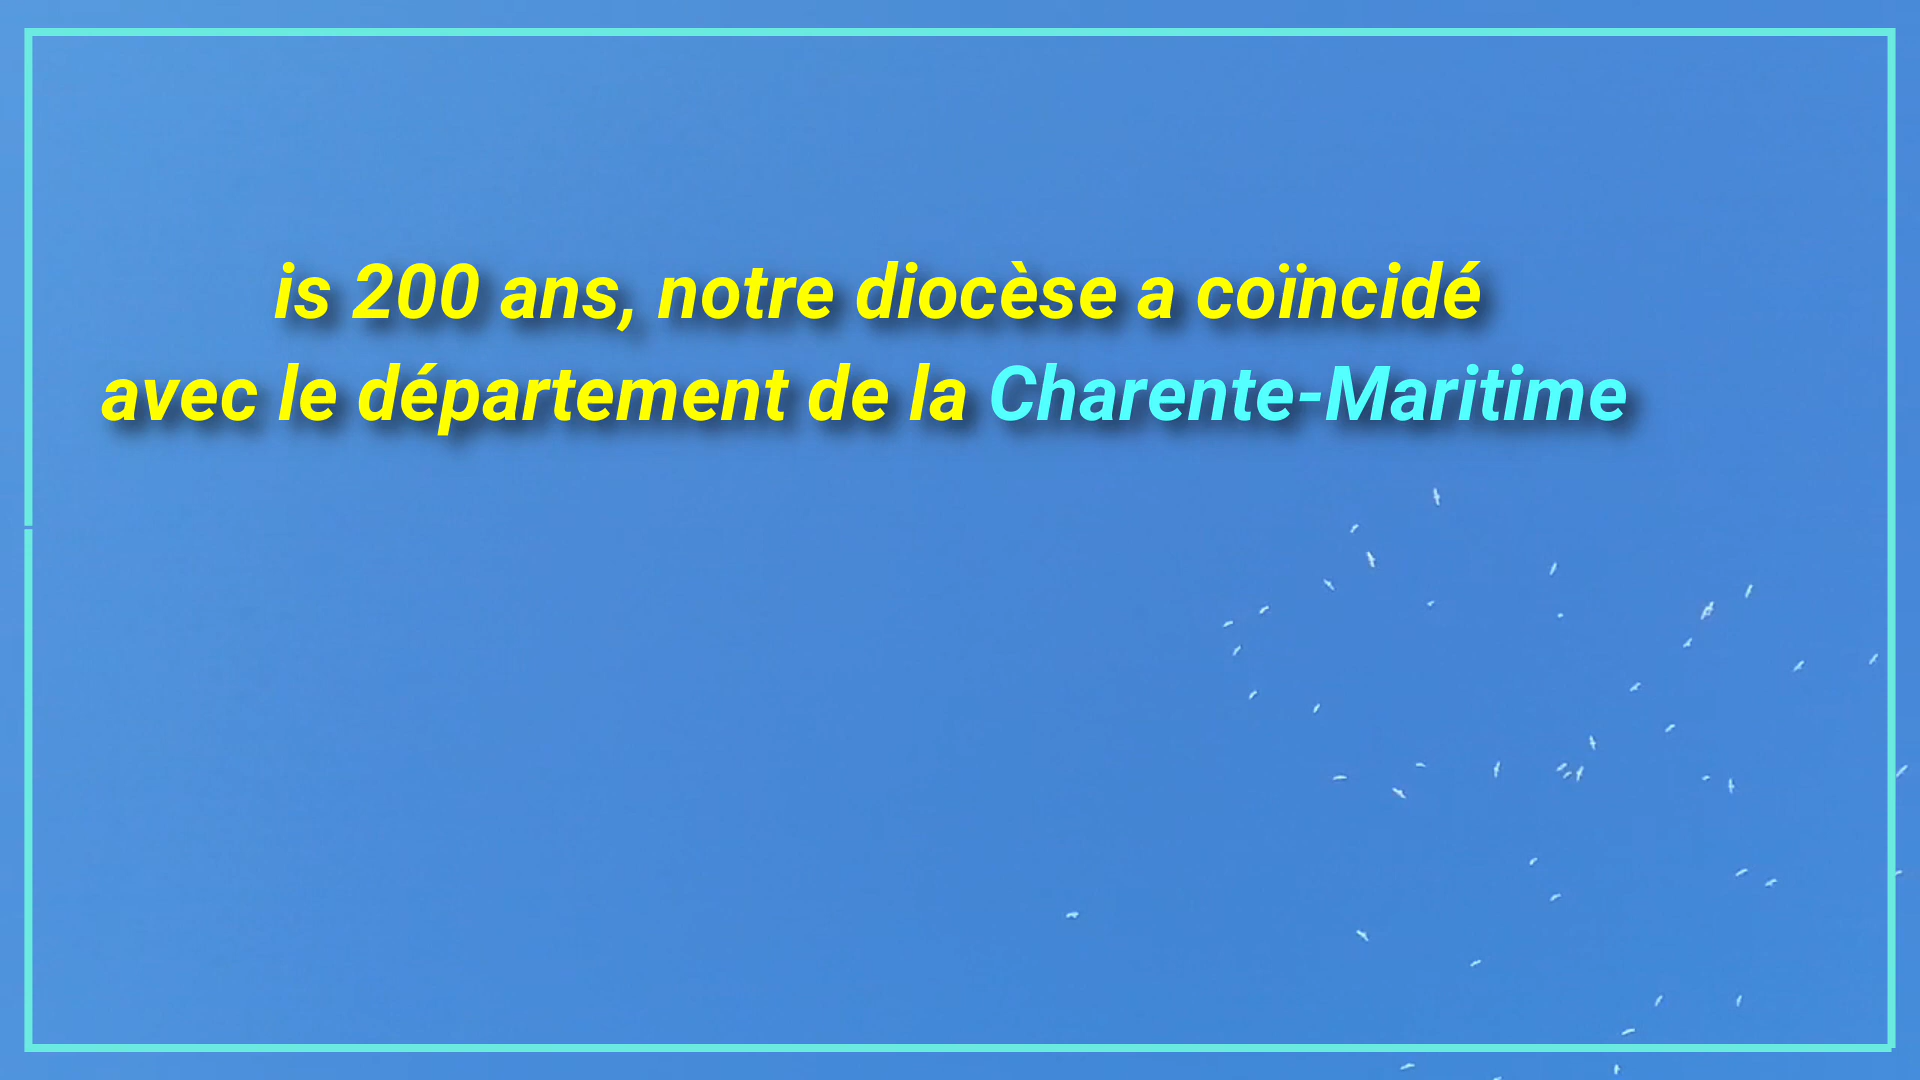 is 200 ans, notre diocèse a coïncidé
avec le département de la Charente-Maritime